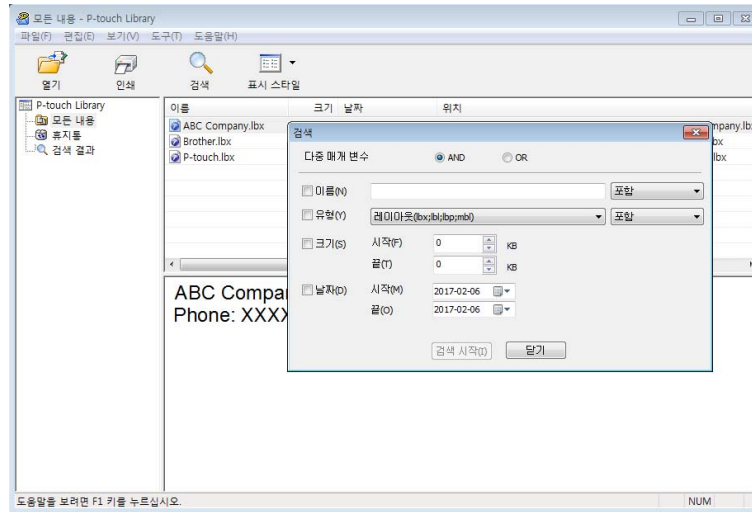 모든 내용 - P-touch Library
파일(F) 편집(E) 보기(V) 도구(T) 도움말(H)
열기 인쇄 검색 표시 스타일
P-touch Library
모든 내용
휴지통
검색 결과
이름 크기 날짜 위치
ABC Company.lbx
Brother.lbx
P-touch.lbx
mpany.lb
bx
lbx
검색
다중 매개 변수 AND OR
이름(N) 포함
유형(Y) 레이아웃(lbx;lbl;lbp;mbl) 포함
크기(S) 시작(F) 0 KB
끝(T) 0 KB
날짜(D) 시작(M) 2017-02-06
끝(O) 2017-02-06
검색 시작(I) 닫기
ABC Compa
Phone: XXXX
도움말을 보려면 F1 키를 누르십시오. NUM